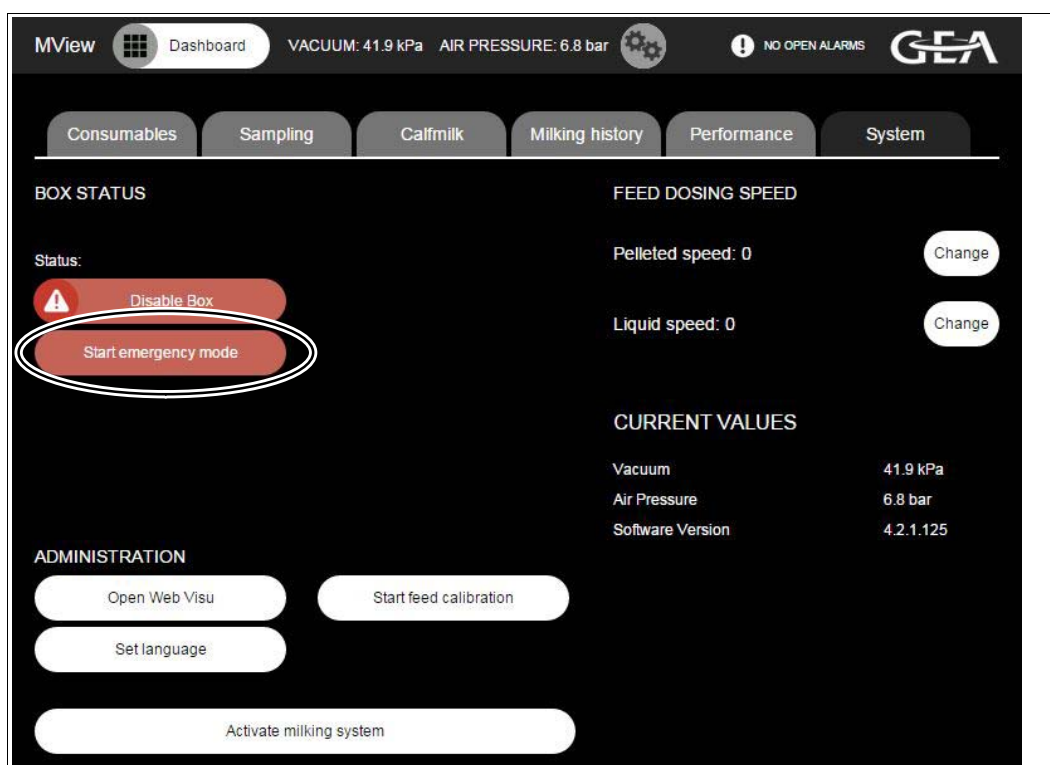 MView Dashboard VACUUM: 41.9 kPa AIR PRESSURE: 6.8 bar NO OPEN ALARMS GEA
Consumables Sampling Calfmilk Milking history Performance System
BOX STATUS
Status:
Disable Box
Start emergency mode
FEED DOSING SPEED
Pelleted speed: 0 Change
Liquid speed: 0 Change
CURRENT VALUES
Vacuum 41.9 kPa
Air Pressure 6.8 bar
Software Version 4.2.1.125
ADMINISTRATION
Open Web Visu Start feed calibration
Set language
Activate milking system